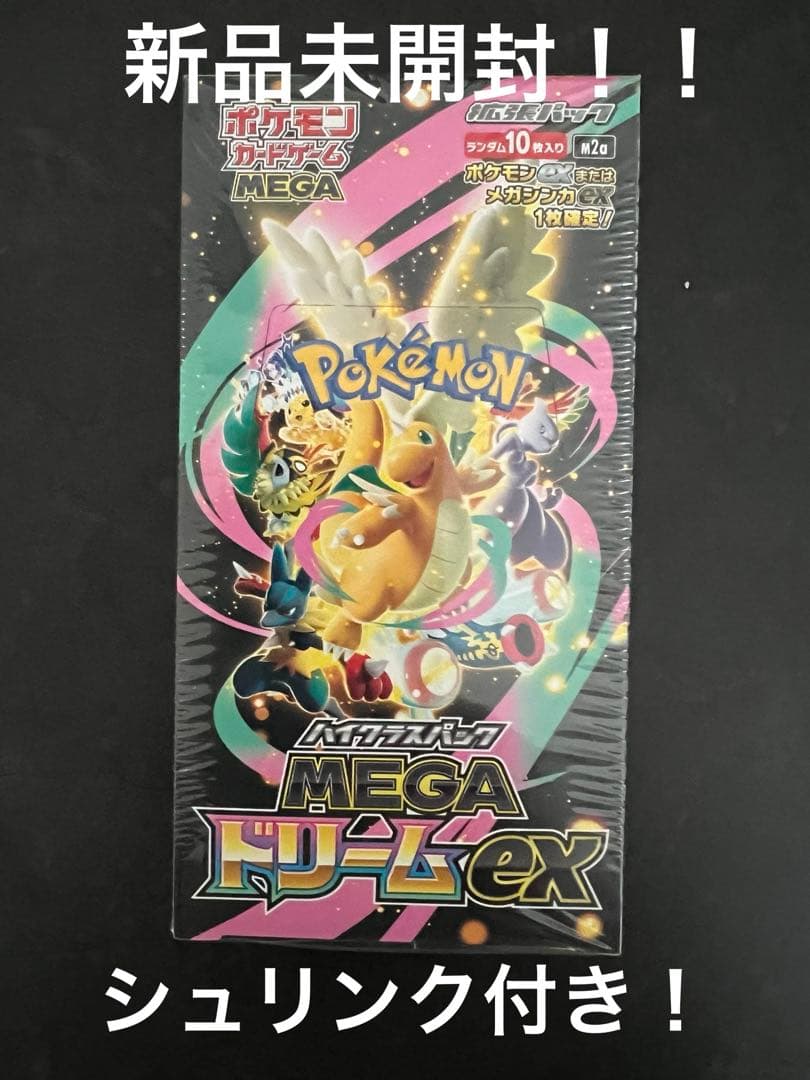 新品未開封！！
ポケモン
カードゲーム
MEGA
拡張パック
ランダム10枚入り
M2a
ポケモンexまたは
メガシンカex
1枚確定！
POKéMON
ハイクラスパック
MEGA
ドリームex
シュリンク付き！